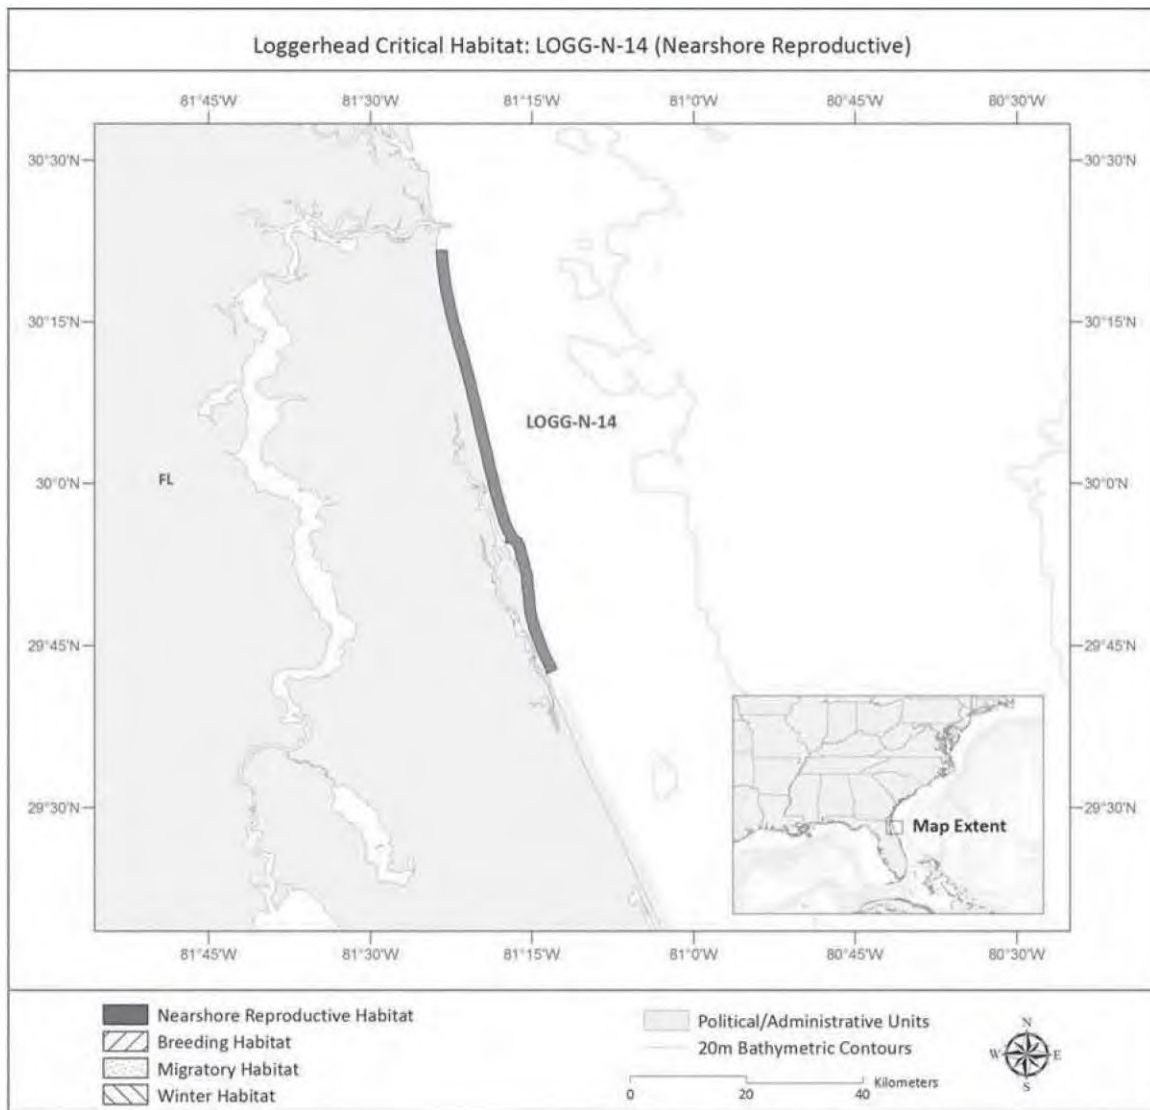 Loggerhead Critical Habitat: LOGG-N-14 (Nearshore Reproductive)
81°45'W 81°30'W 81°15'W 81°0'W 80°45'W 80°30'W
30°30'N 30°30'N
30°15'N 30°15'N
LOGG-N-14
FL
30°0'N 30°0'N
29°45'N 29°45'N
29°30'N 29°30'N
Map Extent
81°45'W 81°30'W 81°15'W 81°0'W 80°45'W 80°30'W
Nearshore Reproductive Habitat
Breeding Habitat
Migratory Habitat
Winter Habitat
Political/Administrative Units
20m Bathymetric Contours
Kilometers
0 20 40
N
W E
S